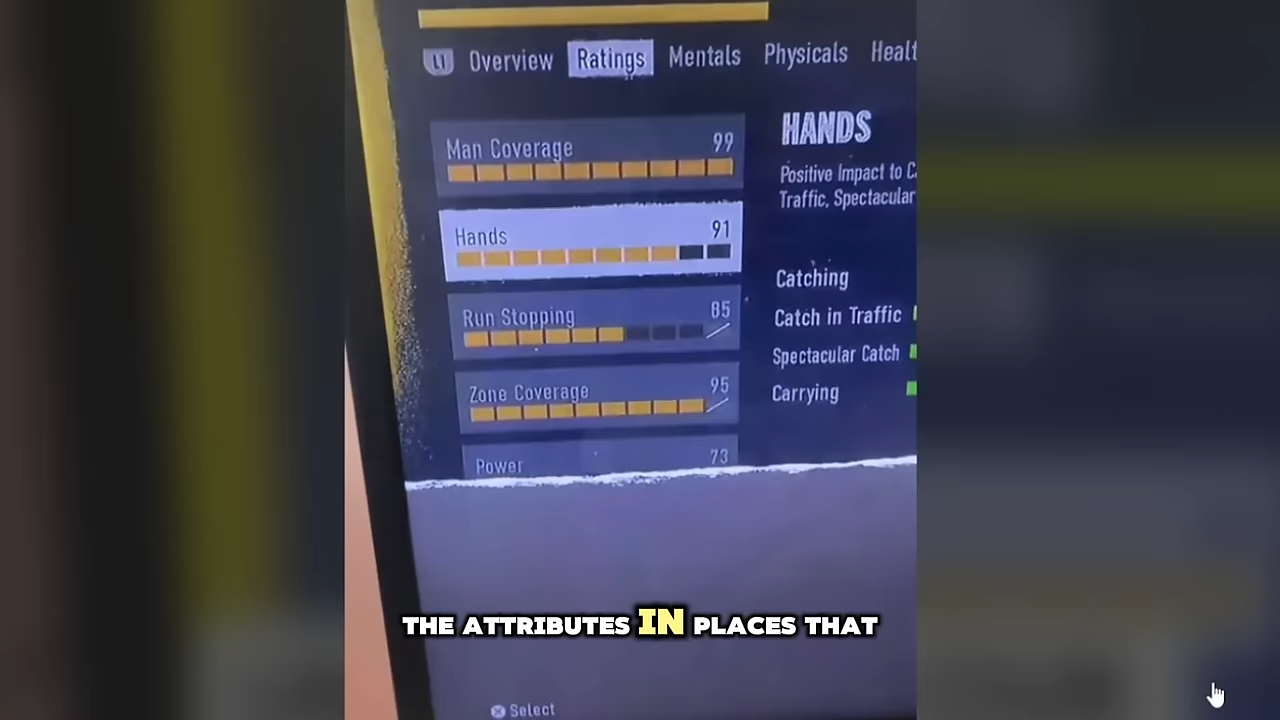 L1 Overview Ratings Mentals Physicals Healt
Man Coverage 99
Hands 91
Run Stopping 85
Zone Coverage 95
Power 73
HANDS
Positive Impact to C
Traffic, Spectacular
Catching
Catch in Traffic
Spectacular Catch
Carrying
THE ATTRIBUTES IN PLACES THAT
Select